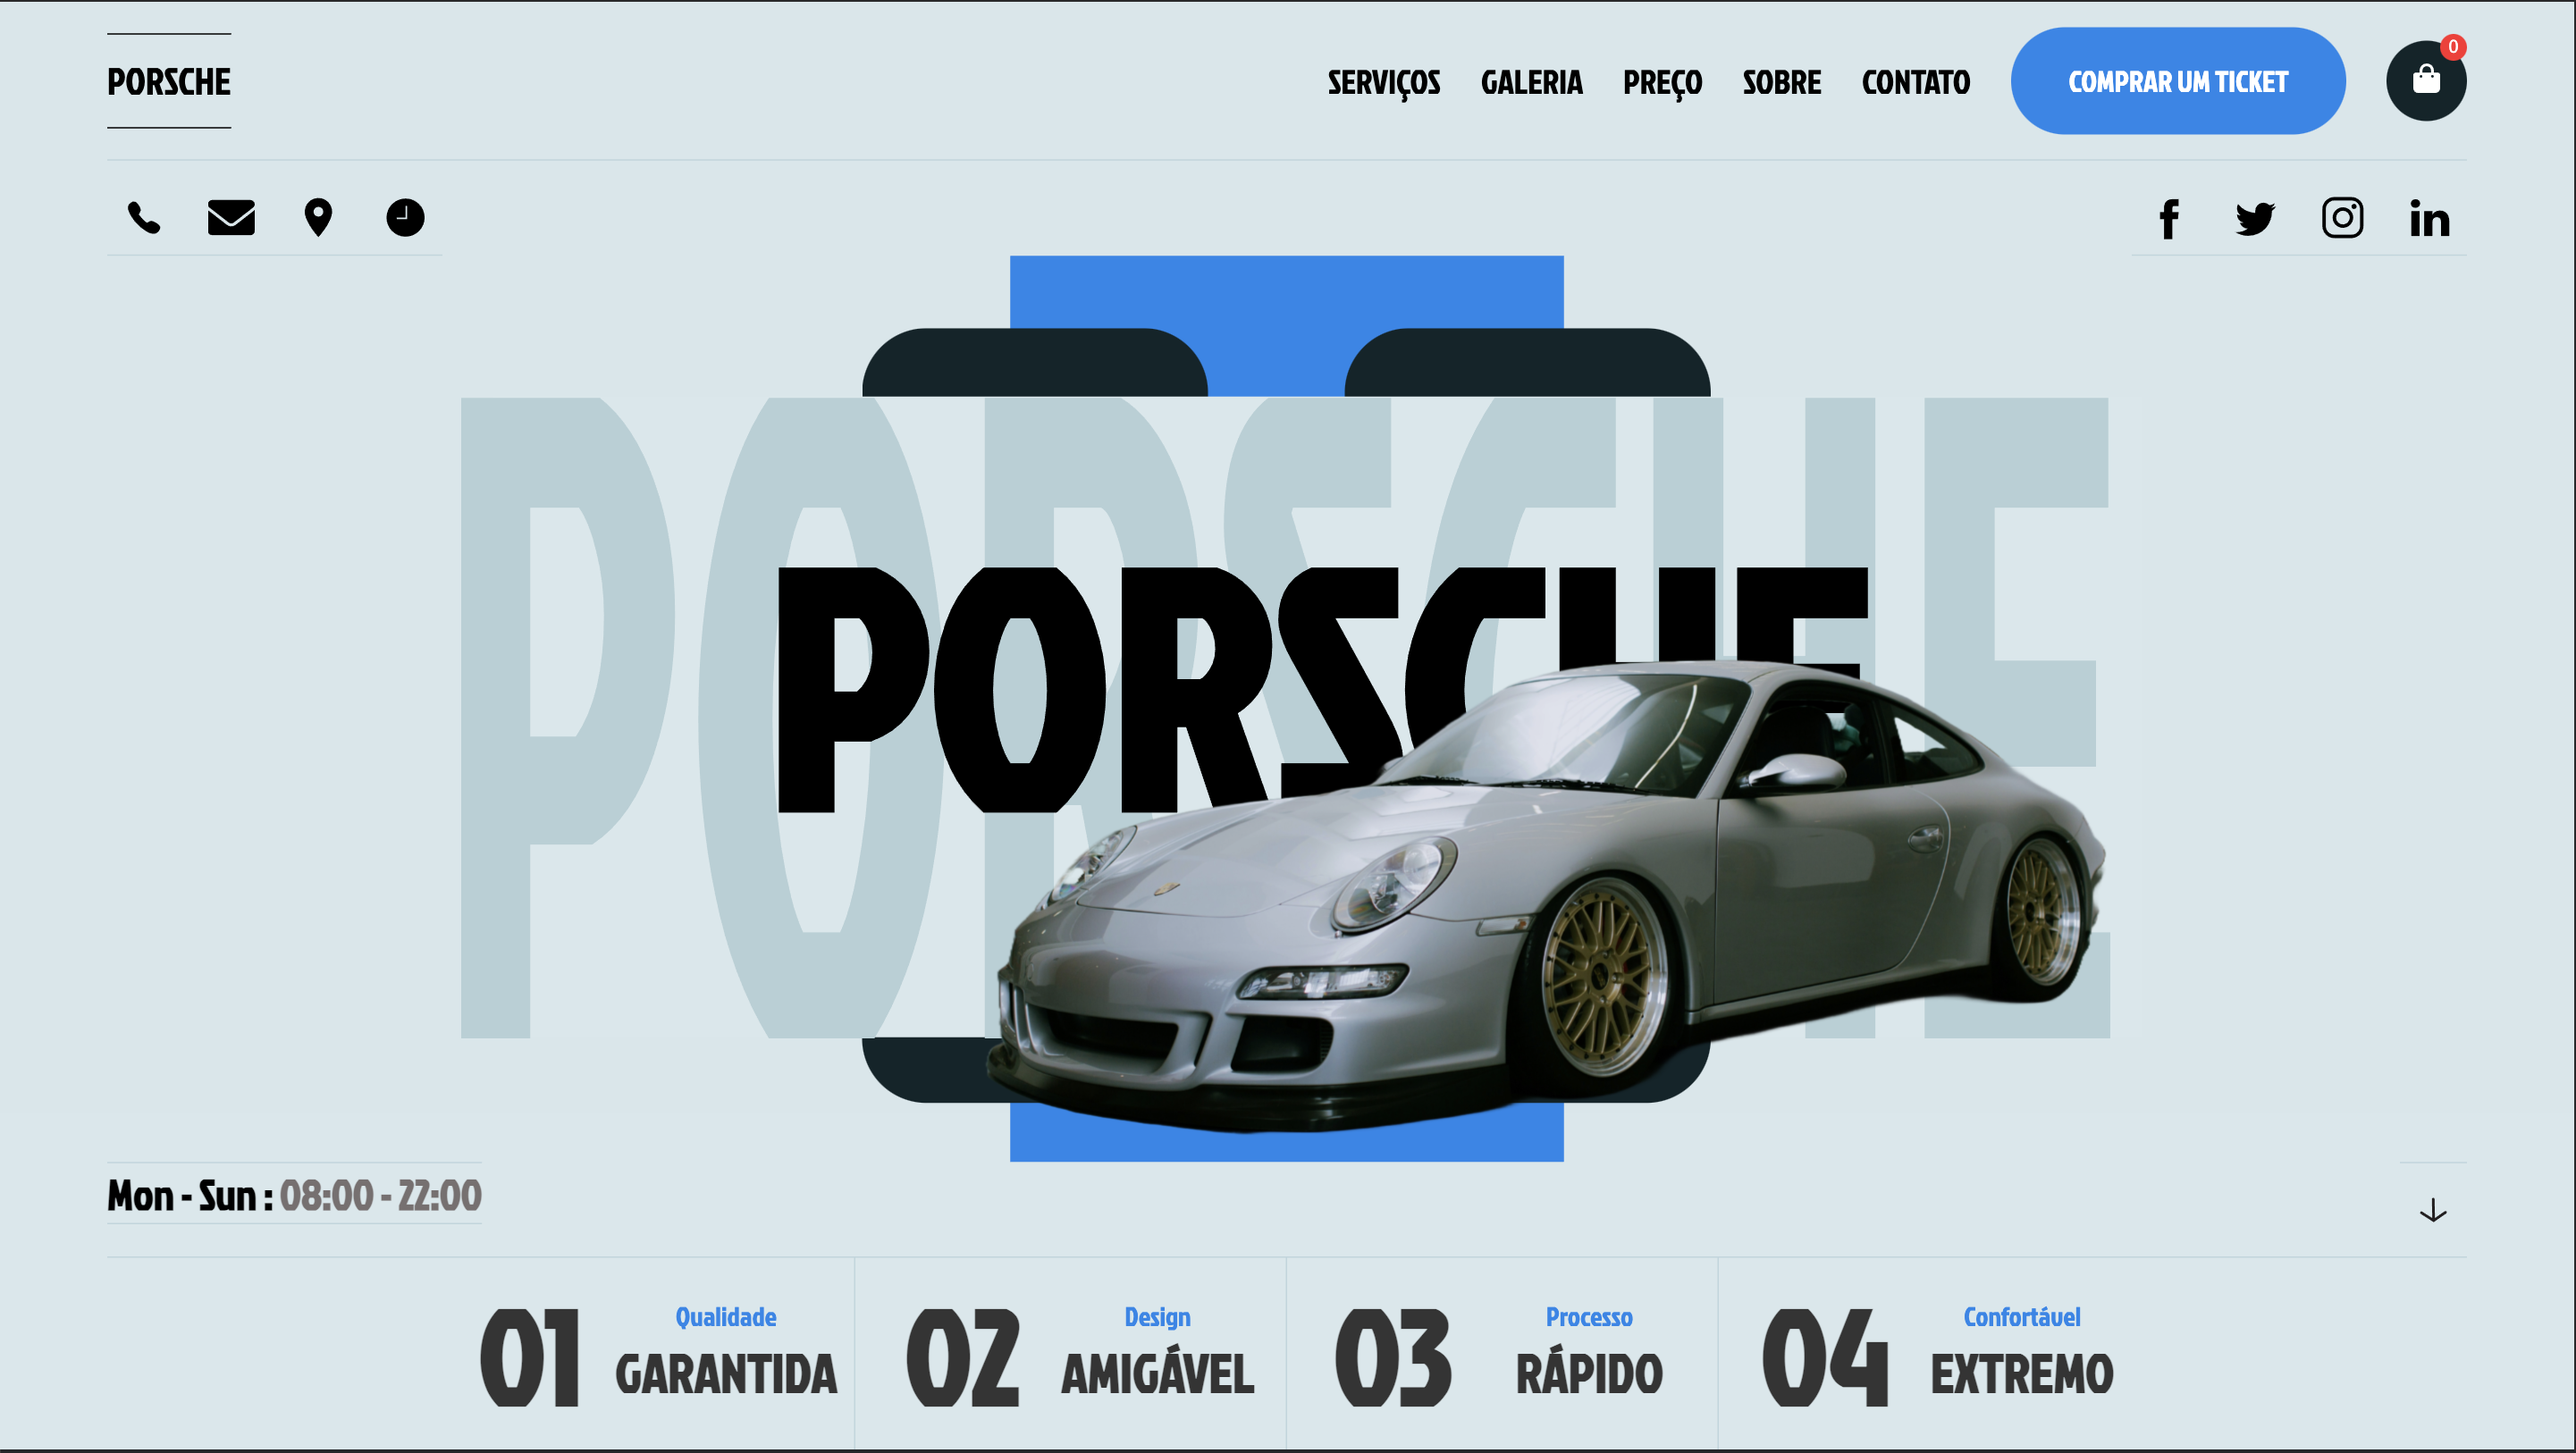 PORSCHE
SERVIÇOS GALERIA PREÇO SOBRE CONTATO COMPRAR UM TICKET 0
PORSCHE
PORSCHE
Mon - Sun : 08:00 - 22:00
01 Qualidade GARANTIDA
02 Design AMIGÁVEL
03 Processo RÁPIDO
04 Confortável EXTREMO